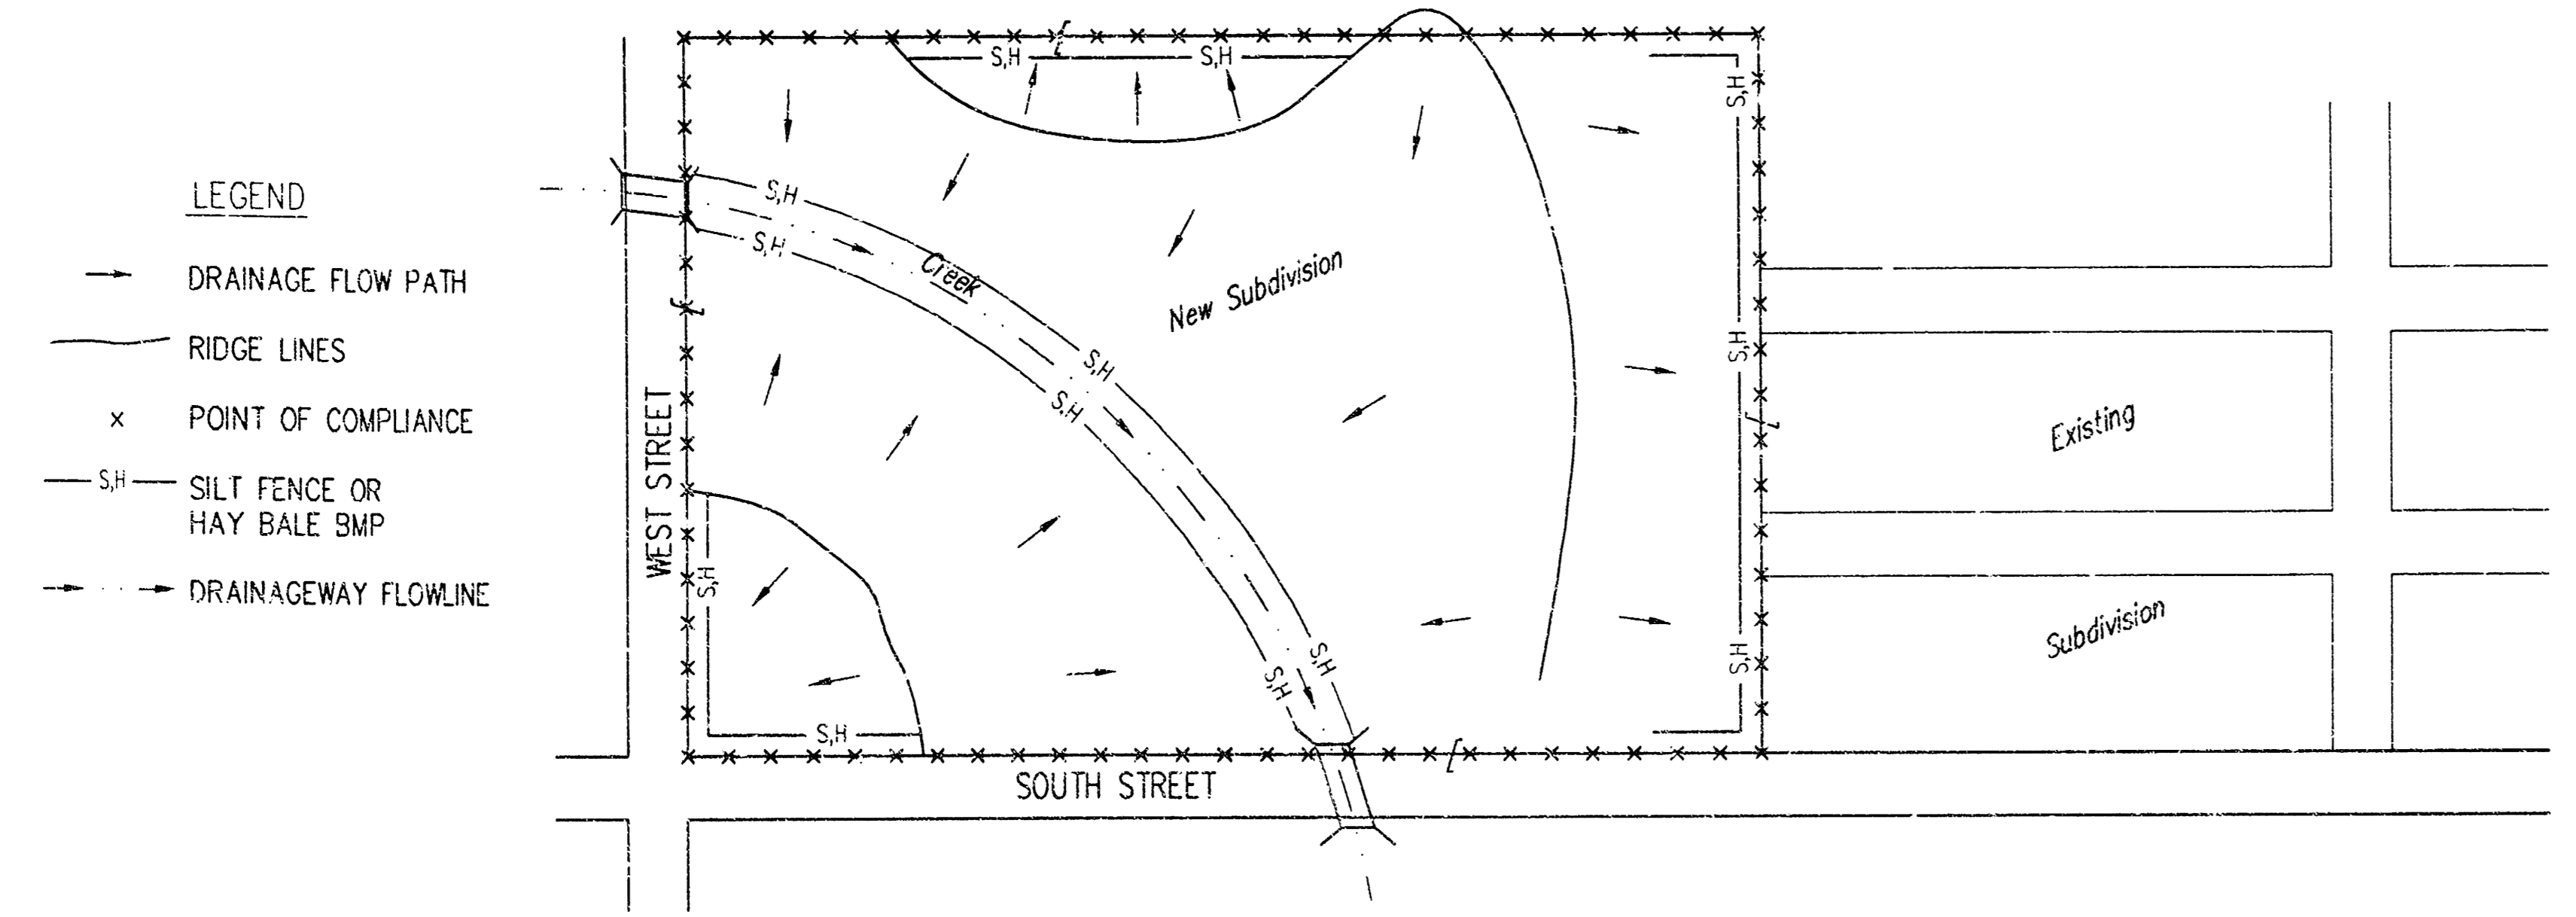 LEGEND
DRAINAGE FLOW PATH
RIDGE LINES
x POINT OF COMPLIANCE
S,H SILT FENCE OR
HAY BALE BMP
DRAINAGEWAY FLOWLINE
WEST STREET
SOUTH STREET
S,H
S,H
S,H
S,H
Creek
New Subdivision
S,H
S,H
S,H
S,H
S,H
S,H
S,H
S,H
S,H
Existing
Subdivision